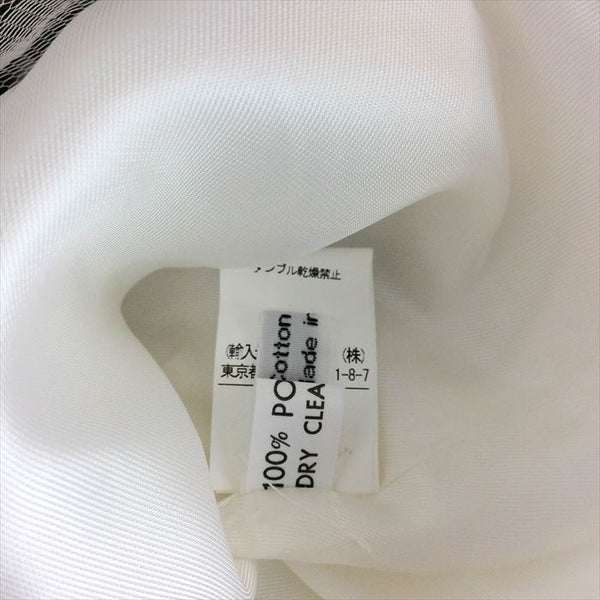 タンブル乾燥禁止
(輸入
(株)
東京都
1-8-7
Cotton
Made in
100% PO
DRY CLEA